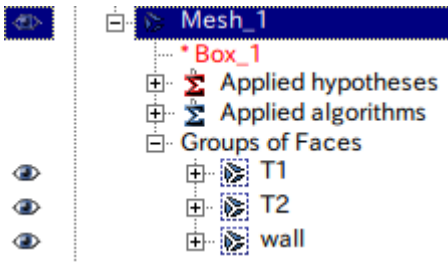 Mesh_1
* Box_1
Applied hypotheses
Applied algorithms
Groups of Faces
T1
T2
wall